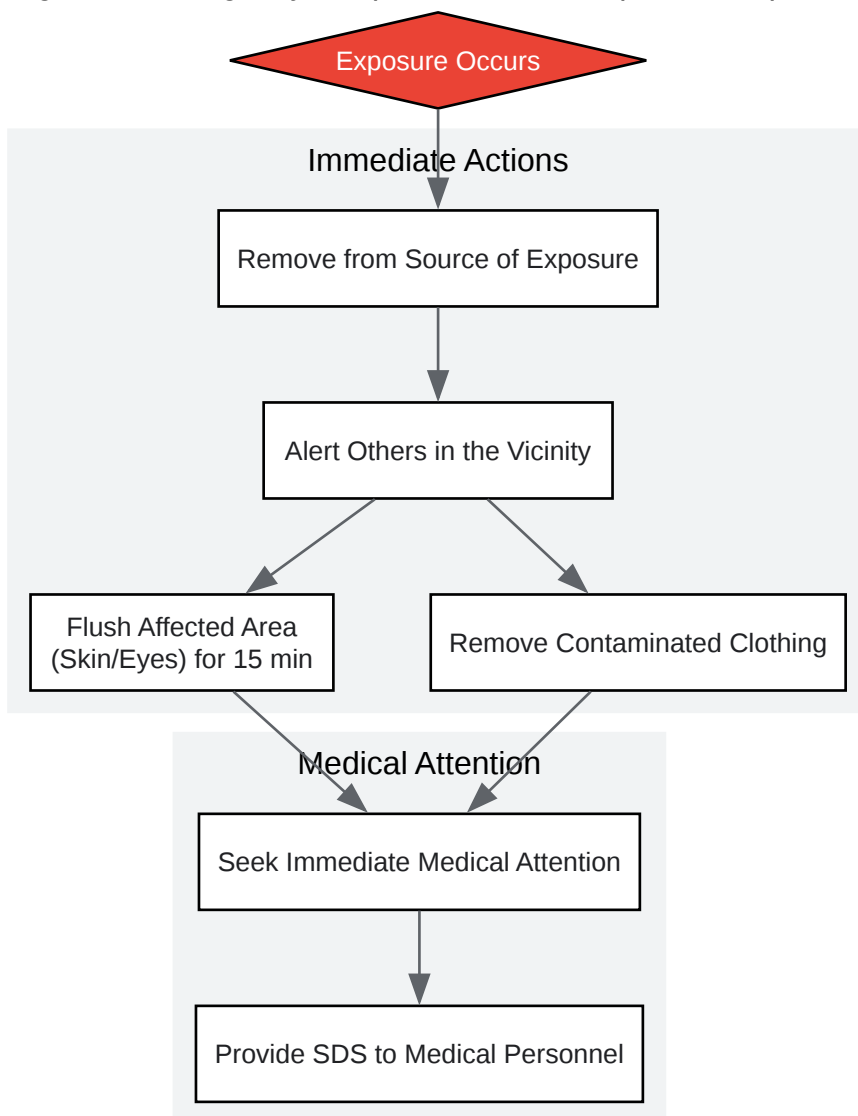 Exposure Occurs
Immediate Actions
Remove from Source of Exposure
Alert Others in the Vicinity
Flush Affected Area
(Skin/Eyes) for 15 min
Remove Contaminated Clothing
Medical Attention
Seek Immediate Medical Attention
Provide SDS to Medical Personnel